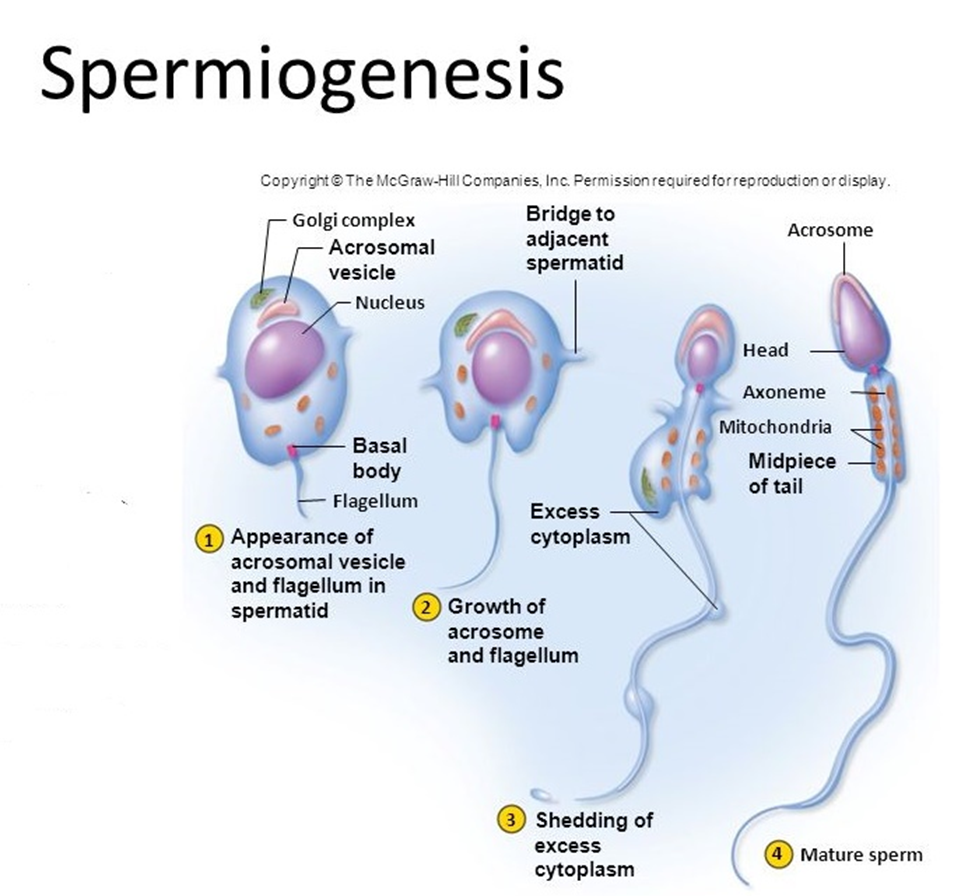 Spermiogenesis
Copyright © The McGraw-Hill Companies, Inc. Permission required for reproduction or display.
Golgi complex
Acrosomal
vesicle
Nucleus
Basal
body
Flagellum
1 Appearance of
acrosomal vesicle
and flagellum in
spermatid
Bridge to
adjacent
spermatid
2 Growth of
acrosome
and flagellum
Excess
cytoplasm
3 Shedding of
excess
cytoplasm
Acrosome
Head
Axoneme
Mitochondria
Midpiece
of tail
4 Mature sperm